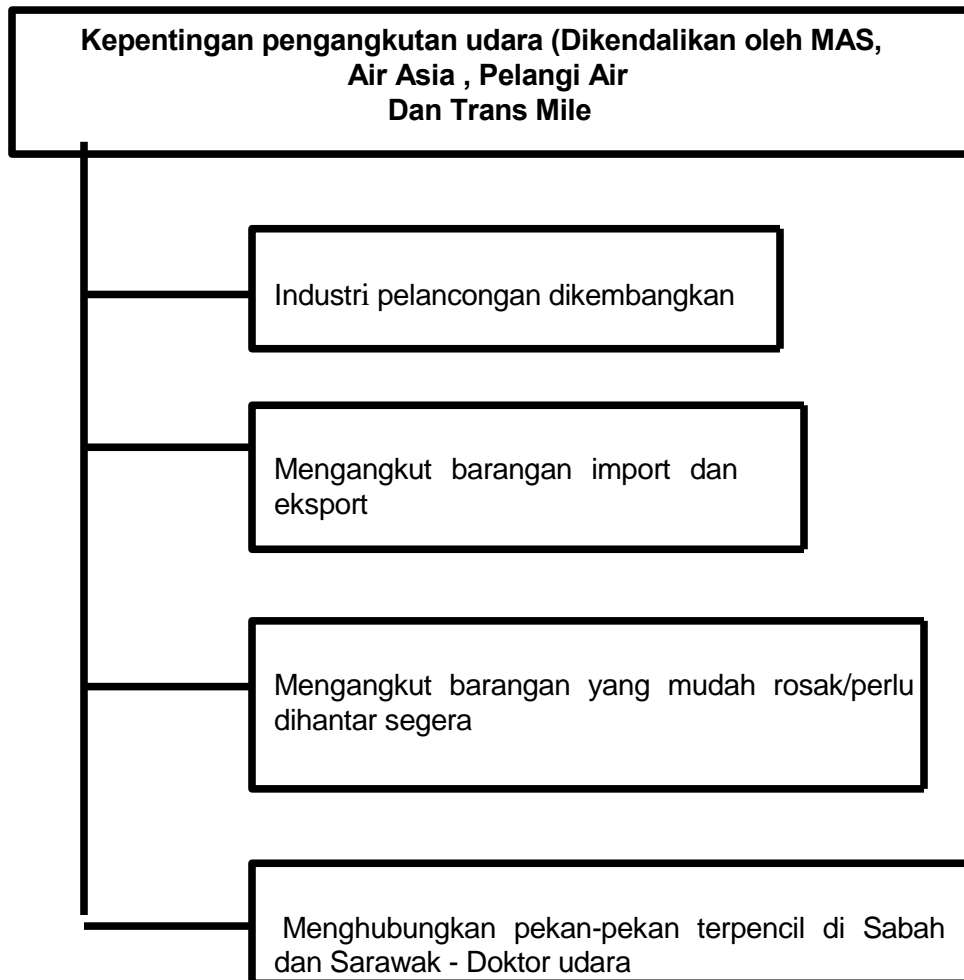 Kepentingan pengangkutan udara (Dikendalikan oleh MAS,
Air Asia , Pelangi Air
Dan Trans Mile
Industri pelancongan dikembangkan
Mengangkut barangan import dan
eksport
Mengangkut barangan yang mudah rosak/perlu
dihantar segera
Menghubungkan pekan-pekan terpencil di Sabah
dan Sarawak - Doktor udara